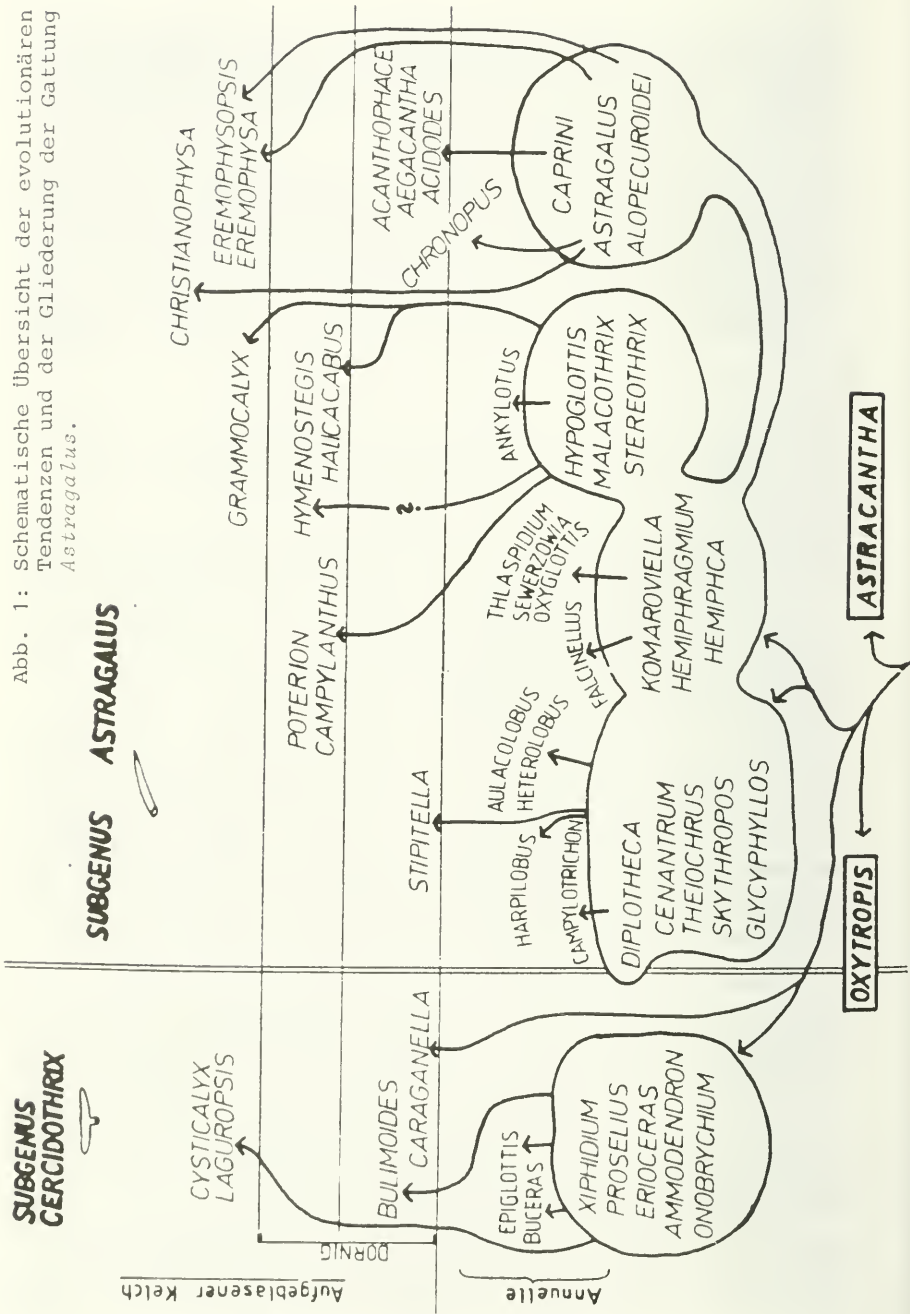 Abb. 1: Schematische Übersicht der evolutionären
Tendenzen und der Gliederung der Gattung
Astragalus.
SUBGENUS
CERCIDOTHRIX
SUBGENUS ASTRAGALUS
CHRISTIANOPHYSA
CYSTICALYX
LAGUROPSIS
GRAMMOCALYX
EREMOPHYSOPSIS
EREMOPHYSA
POTERION
CAMPYLANTHUS
HYMENOSTEGIS
HALICACABUS
?
BULIMOIDES
CARAGANELLA
STIPITELLA
CHRONOPUS
ACANTHOPHACE
AEGACANTHA
ACIDODES
EPIGLOTTIS
BUCERAS
HARPILOBUS
CAMPYLOTRICHON
AULACOLOBUS
HETEROLOBUS
FALCINELLUS
THLASPIDIUM
SEWERZOWIA
OXYGLOTTIS
ANKYLOTUS
XIPHIDIUM
PROSELIUS
ERIOCERAS
AMMODENDRON
ONOBRYCHIUM
DIPLOTHECA
CENANTRUM
THEIOCHRUS
SKYTHROPOS
GLYCYPHYLLOS
KOMAROVIELLA
HEMIPHRAGMIUM
HEMIPHCA
HYPOGLOTTIS
MALACOTHRIX
STEREOTHRIX
CAPRINI
ASTRAGALUS
ALOPECUROIDEI
OXYTROPIS
ASTRACANTHA
Aufgeblasener Kelch
DORNIG
Annuelle